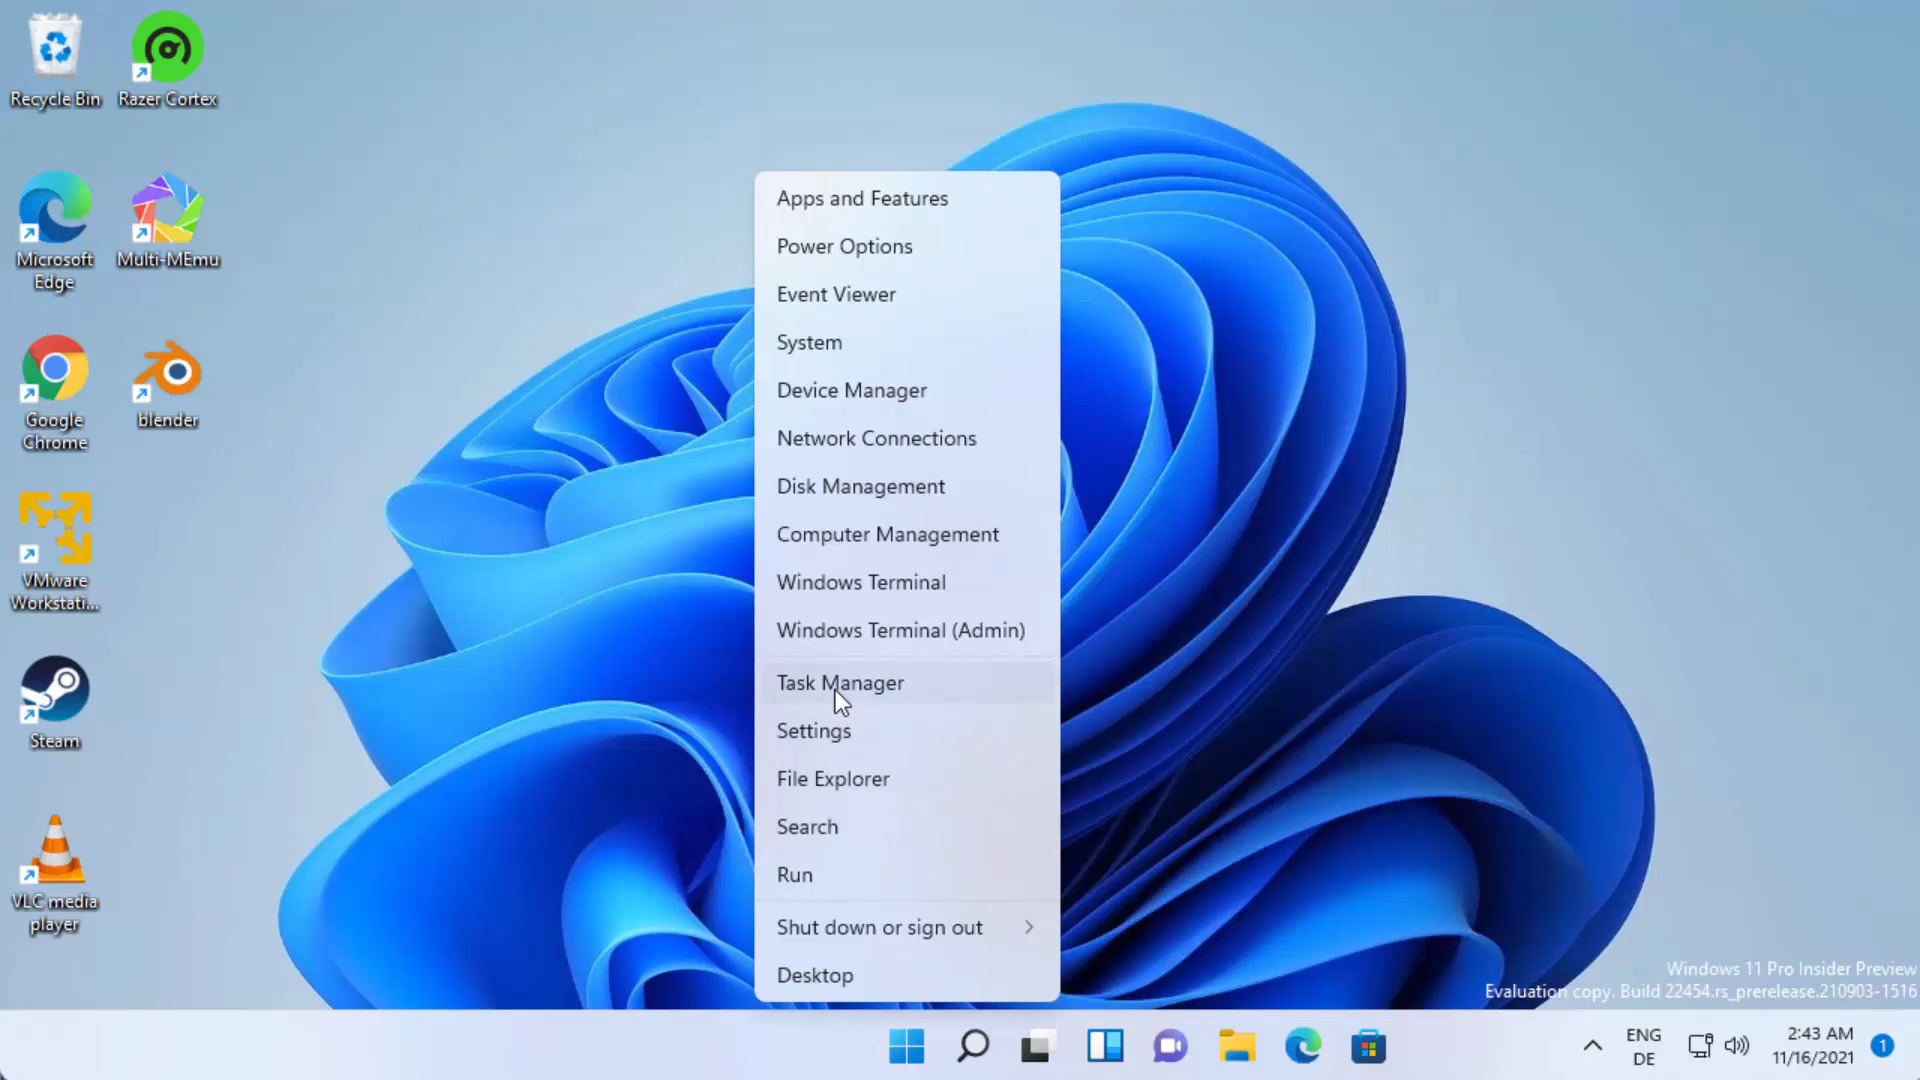 Recycle Bin
Razer Cortex
Microsoft
Edge
Multi-MEmu
Google
Chrome
blender
VMware
Workstati...
Steam
VLC media
player
Apps and Features
Power Options
Event Viewer
System
Device Manager
Network Connections
Disk Management
Computer Management
Windows Terminal
Windows Terminal (Admin)
Task Manager
Settings
File Explorer
Search
Run
Shut down or sign out
Desktop
Windows 11 Pro Insider Preview
Evaluation copy. Build 22454.rs_prerelease.210903-1516
ENG
DE
2:43 AM
11/16/2021
1